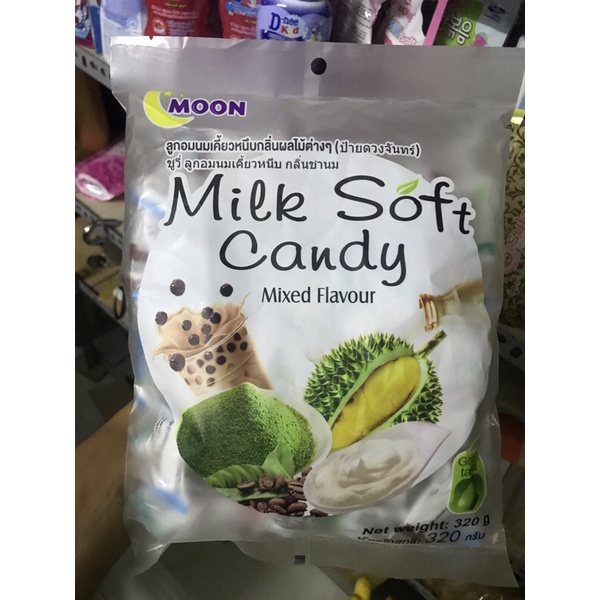 D-nee
Kids
MOON
ลูกอมนมเคี้ยวหนึบกลิ่นผลไม้ต่างๆ (ป้ายดวงจันทร์)
ชูวี่ ลูกอมนมเคี้ยวหนึบ กลิ่นชานม
Milk Soft
Candy
Mixed Flavour
Net weight: 320 g
320 กรัม